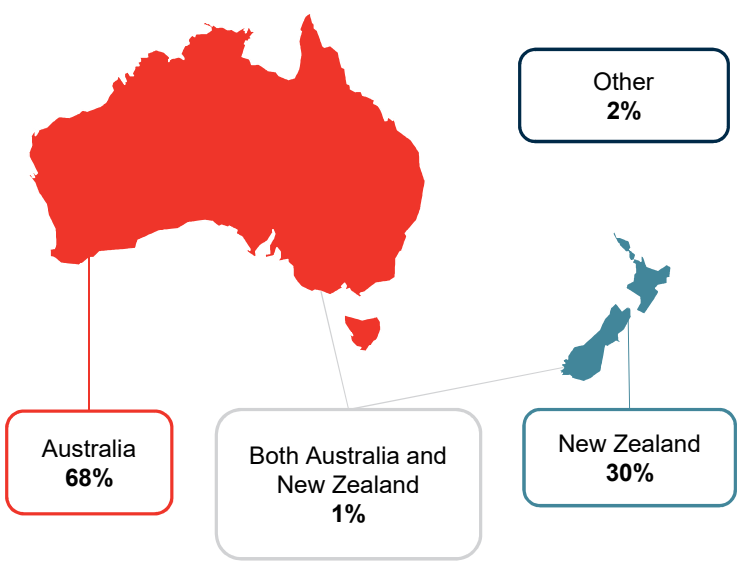 Other
2%
Australia
68%
Both Australia and
New Zealand
1%
New Zealand
30%